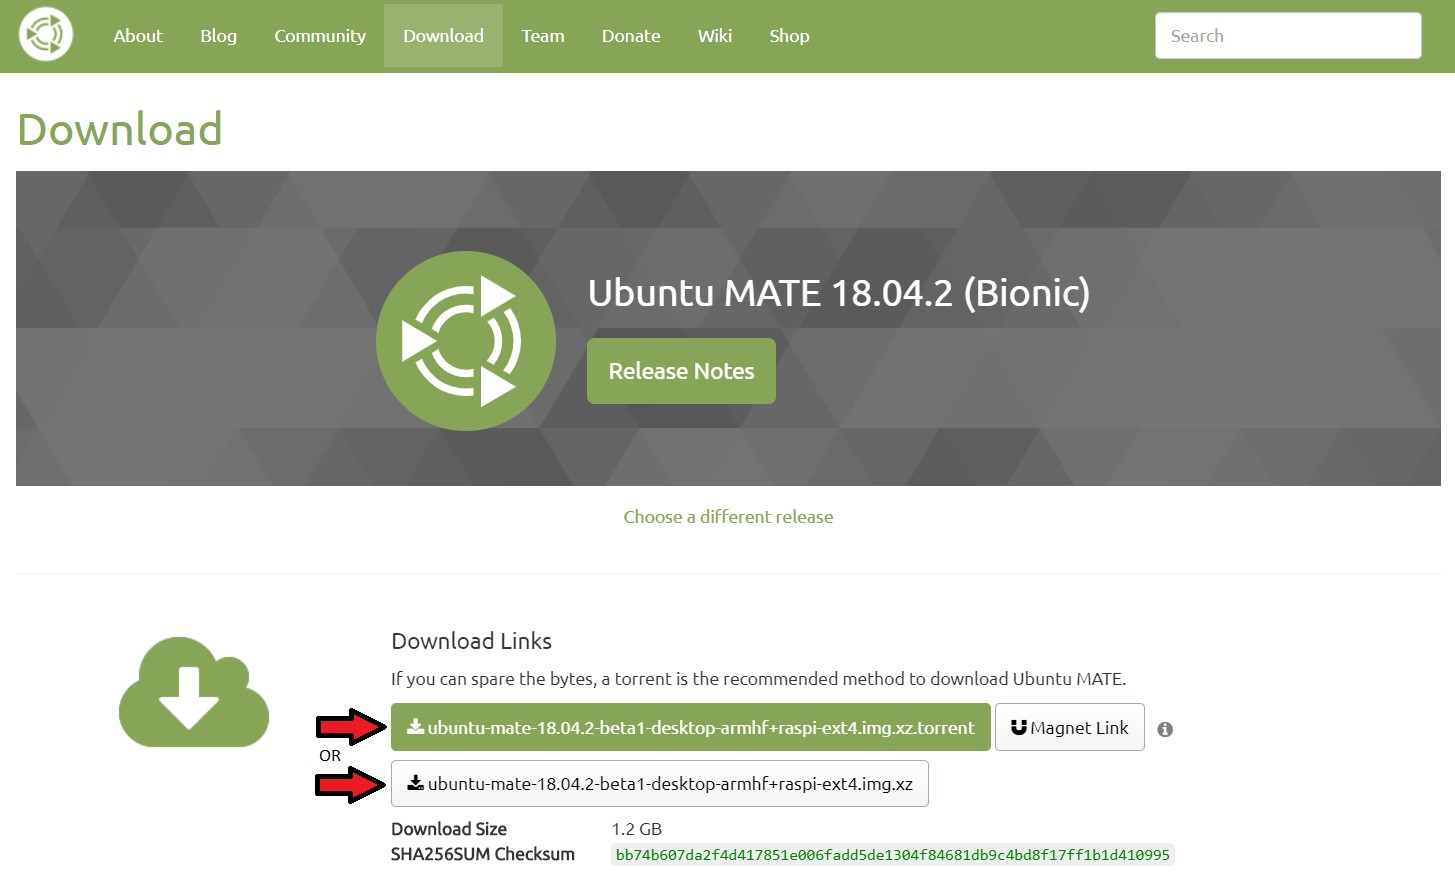 About Blog Community Download Team Donate Wiki Shop Search
Download
Ubuntu MATE 18.04.2 (Bionic)
Release Notes
Choose a different release
Download Links
If you can spare the bytes, a torrent is the recommended method to download Ubuntu MATE.
ubuntu-mate-18.04.2-beta1-desktop-armhf+raspi-ext4.img.xz.torrent Magnet Link
OR
ubuntu-mate-18.04.2-beta1-desktop-armhf+raspi-ext4.img.xz
Download Size 1.2 GB
SHA256SUM Checksum bb74b607da2f4d417851e006fadd5de1304f84681db9c4bd8f17ff1b1d410995